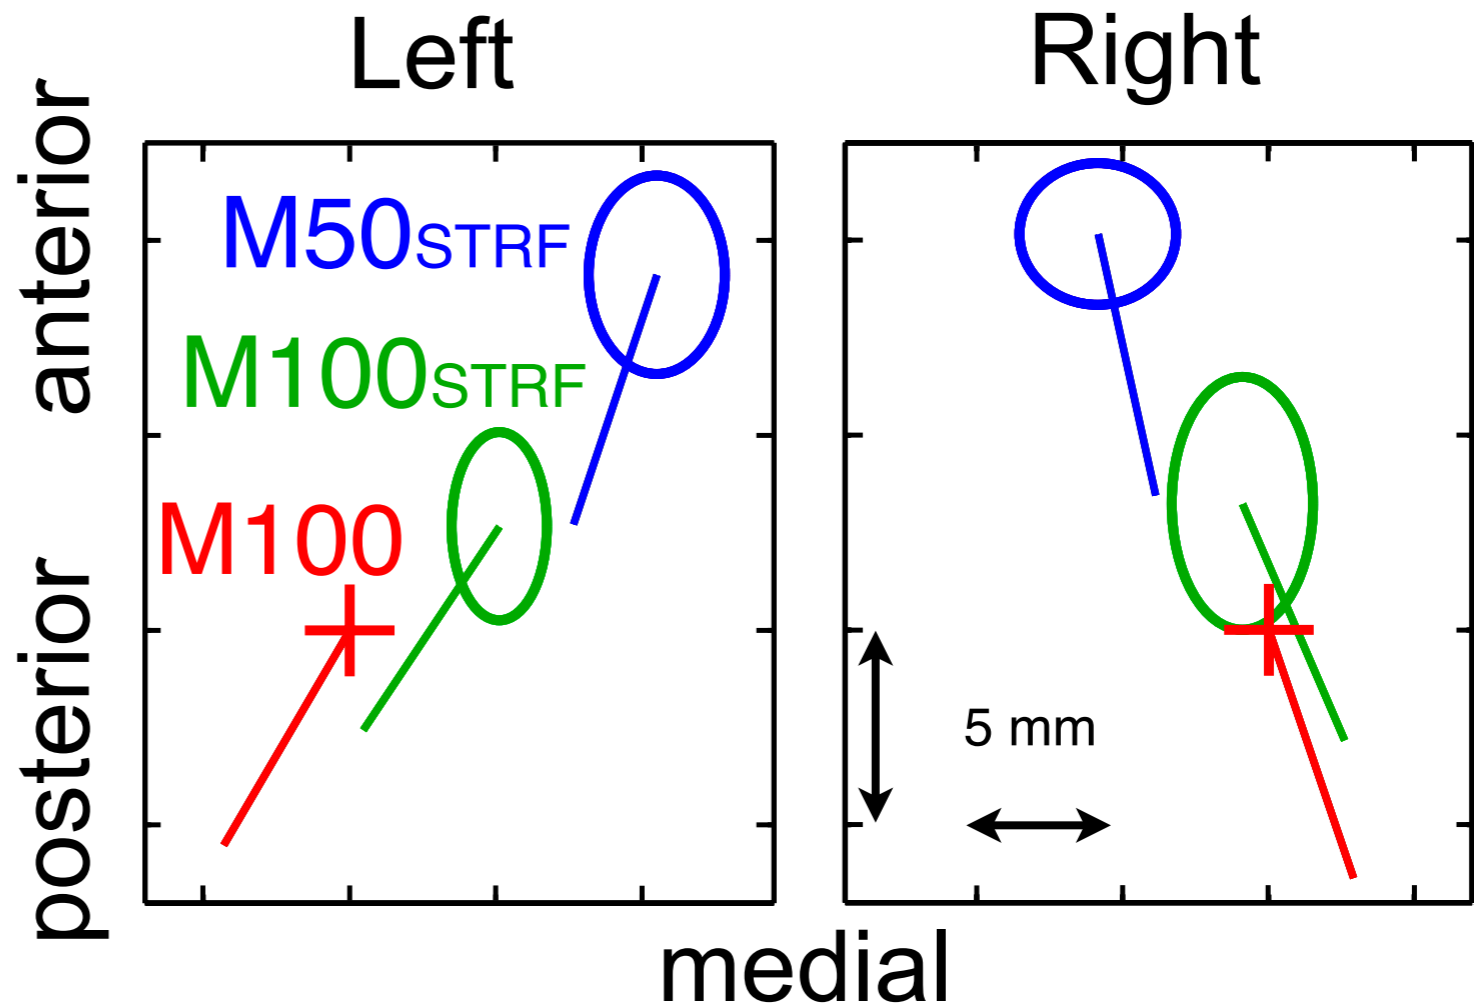 Left
Right
anterior
posterior
M50STRF
M100STRF
M100
5 mm
medial